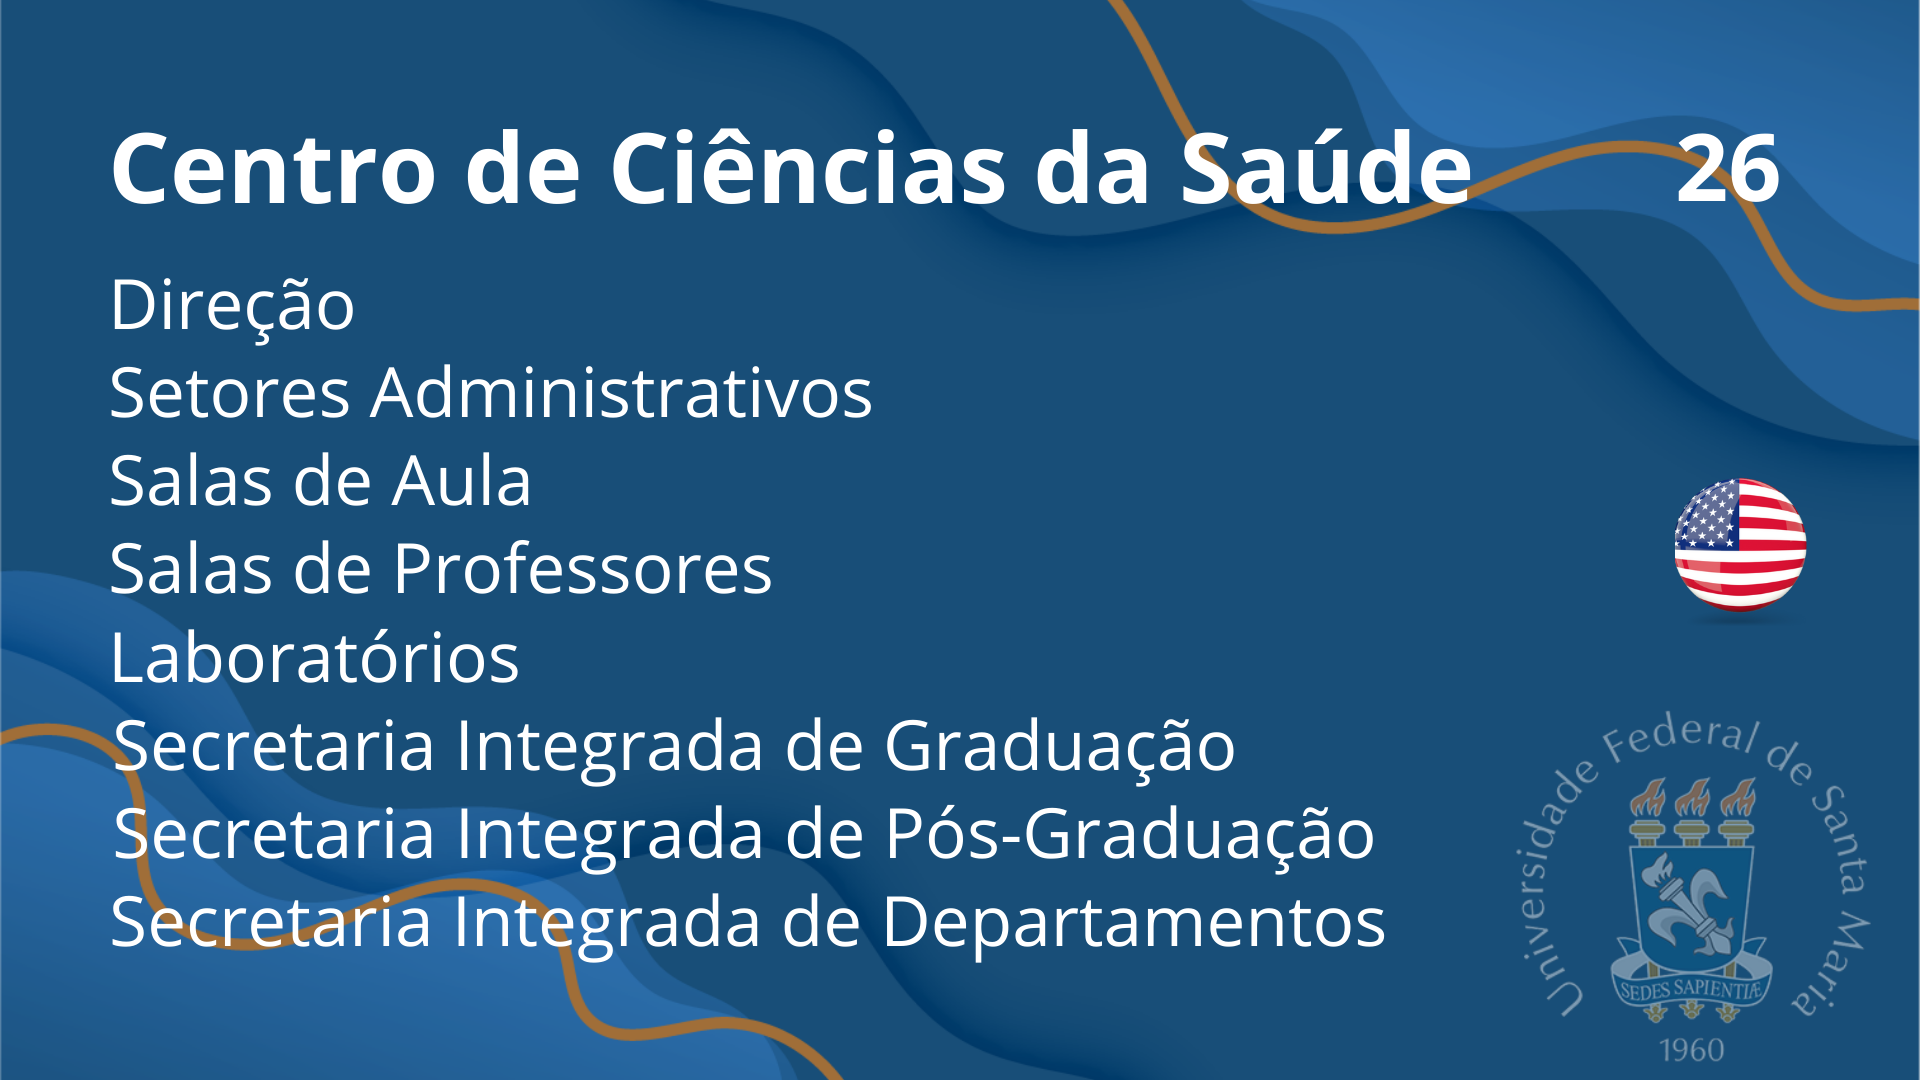 Centro de Ciências da Saúde 26
Direção
Setores Administrativos
Salas de Aula
Salas de Professores
Laboratórios
Secretaria Integrada de Graduação
Secretaria Integrada de Pós-Graduação
Secretaria Integrada de Departamentos
Universidade Federal de Santa Maria
SEDES SAPIENTIÆ
1960